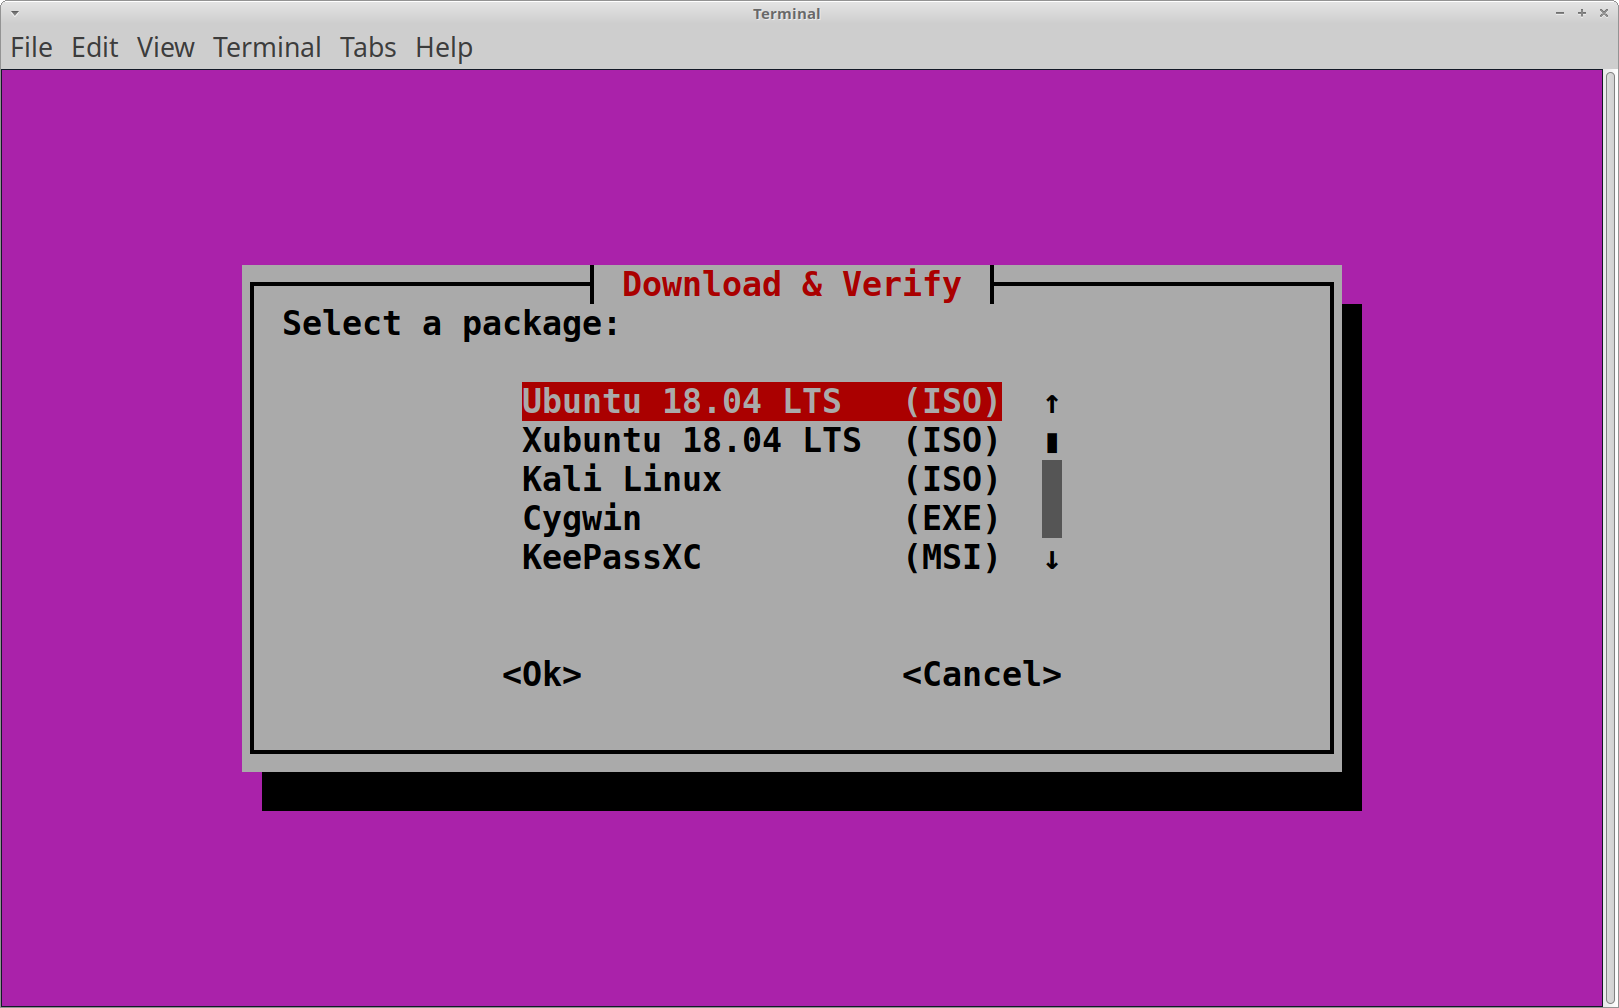 Terminal
File Edit View Terminal Tabs Help
Download & Verify
Select a package:
Ubuntu 18.04 LTS (ISO) ↑
Xubuntu 18.04 LTS (ISO)
Kali Linux (ISO)
Cygwin (EXE)
KeePassXC (MSI) ↓
<Ok> <Cancel>